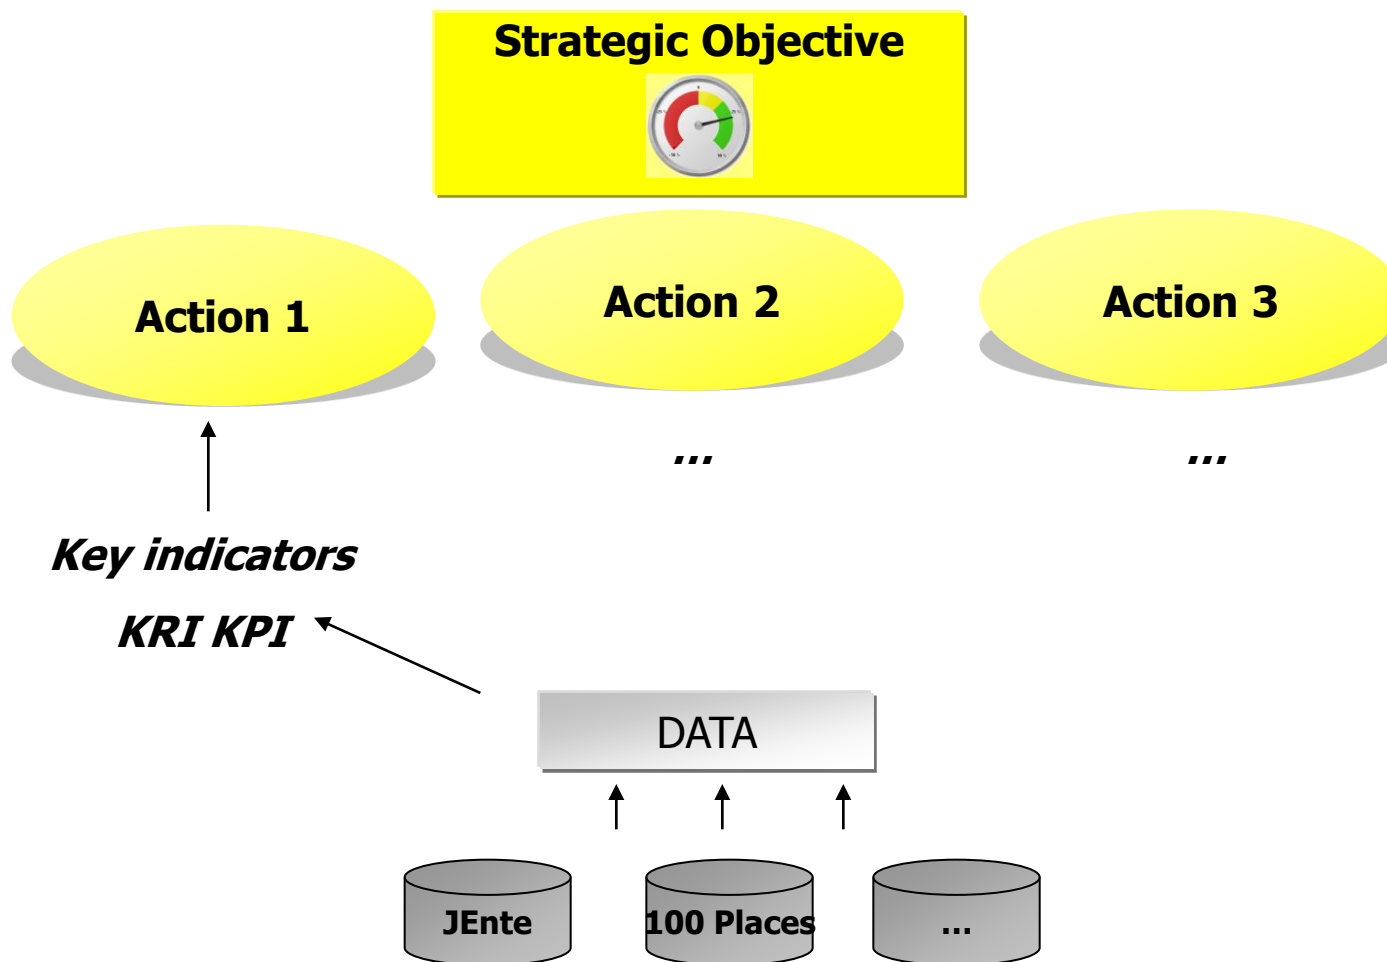 Strategic Objective
Action 1
Action 2
Action 3
...
...
Key indicators
KRI KPI
DATA
JEnte
100 Places
...